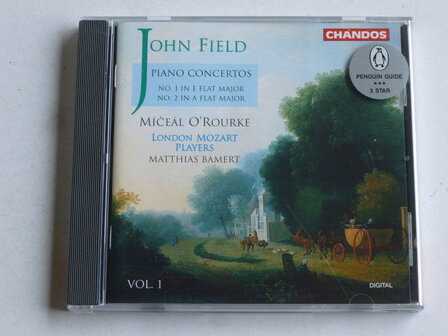 JOHN FIELD
CHANDOS
PIANO CONCERTOS
NO. 1 IN E FLAT MAJOR
NO. 2 IN A FLAT MAJOR
PENGUIN GUIDE
★★★
3 STAR
MÍČEÁL O'ROURKE
LONDON MOZART
PLAYERS
MATTHIAS BAMERT
VOL. 1
DIGITAL